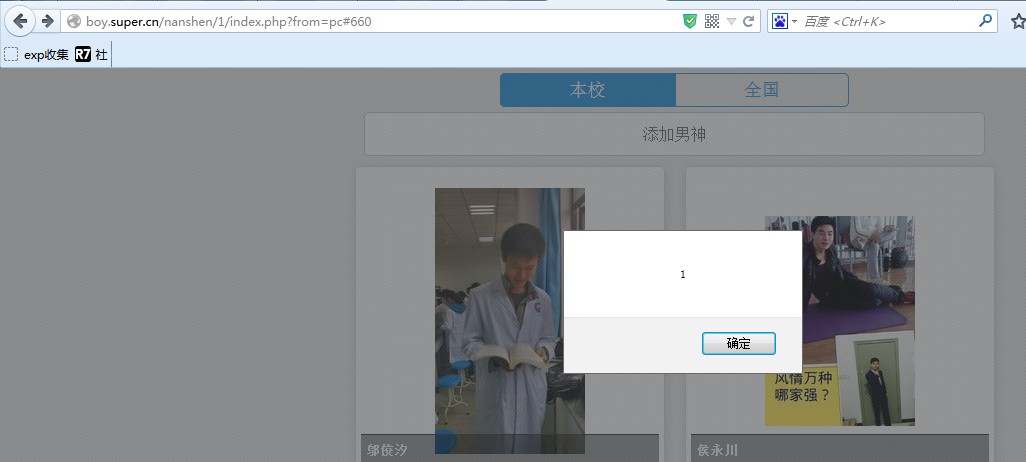 boy.super.cn/nanshen/1/index.php?from=pc#660
百度 <Ctrl+K>
exp收集 R7 社
本校 全国
添加男神
1
确定
风情万种
哪家强？
邬俊汐 侯永川